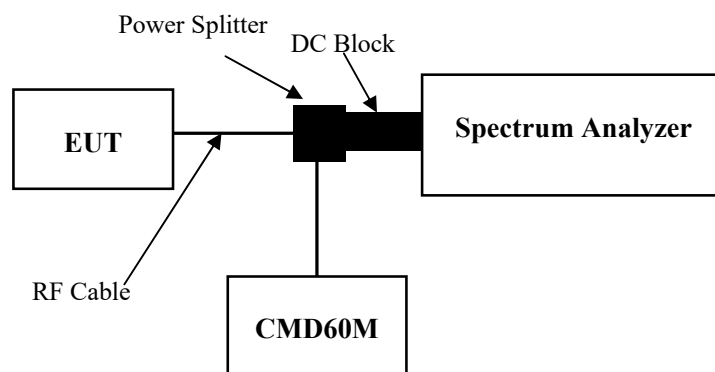 Power Splitter
DC Block
EUT
Spectrum Analyzer
RF Cable
CMD60M